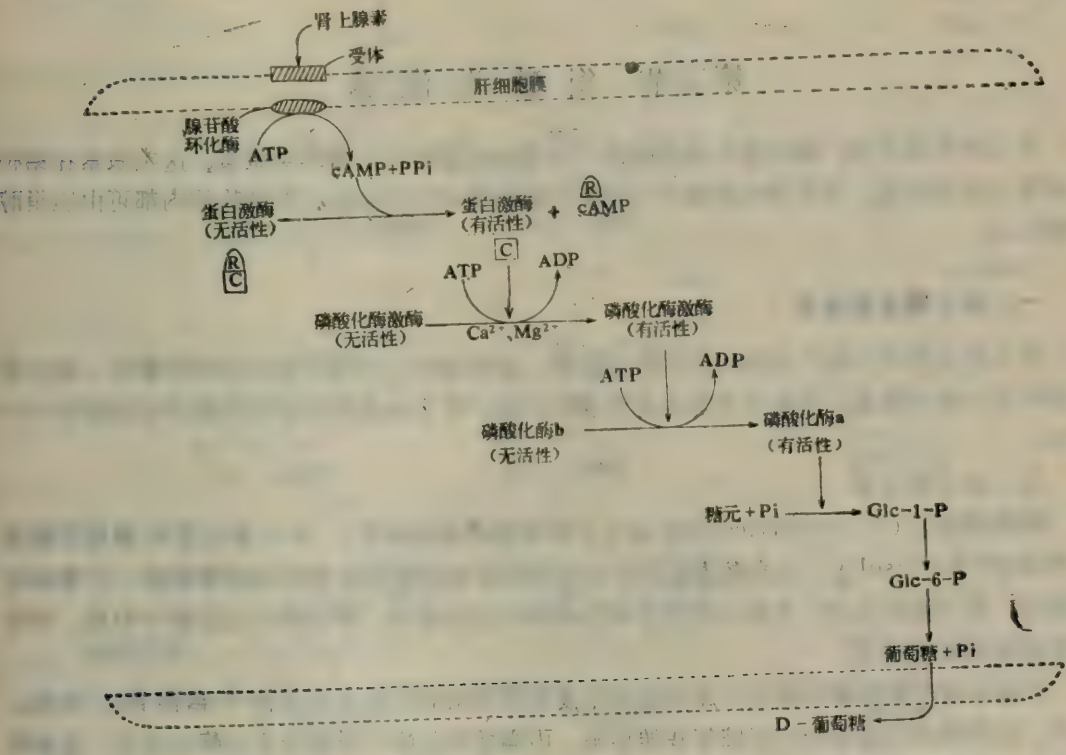 肾上腺素
受体
肝细胞膜
腺苷酸
环化酶
ATP
cAMP+PPi
蛋白激酶
(无活性)
蛋白激酶
(有活性)
+
R
cAMP
R
C
C
ATP
ADP
磷酸化酶激酶
(无活性)
Ca²⁺、Mg²⁺
磷酸化酶激酶
(有活性)
ATP
ADP
磷酸化酶b
(无活性)
磷酸化酶a
(有活性)
糖元+Pi
Glc-1-P
Glc-6-P
葡萄糖+Pi
D-葡萄糖